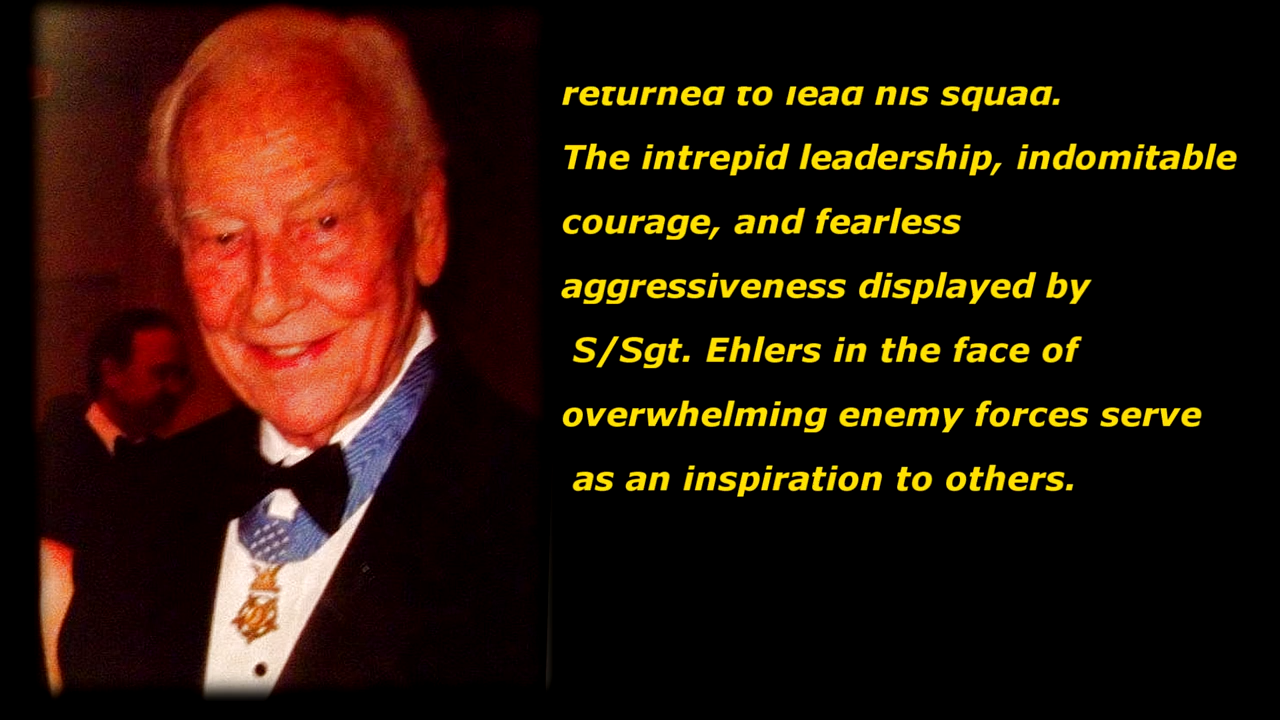 returned to lead his squad.
The intrepid leadership, indomitable
courage, and fearless
aggressiveness displayed by
S/Sgt. Ehlers in the face of
overwhelming enemy forces serve
as an inspiration to others.